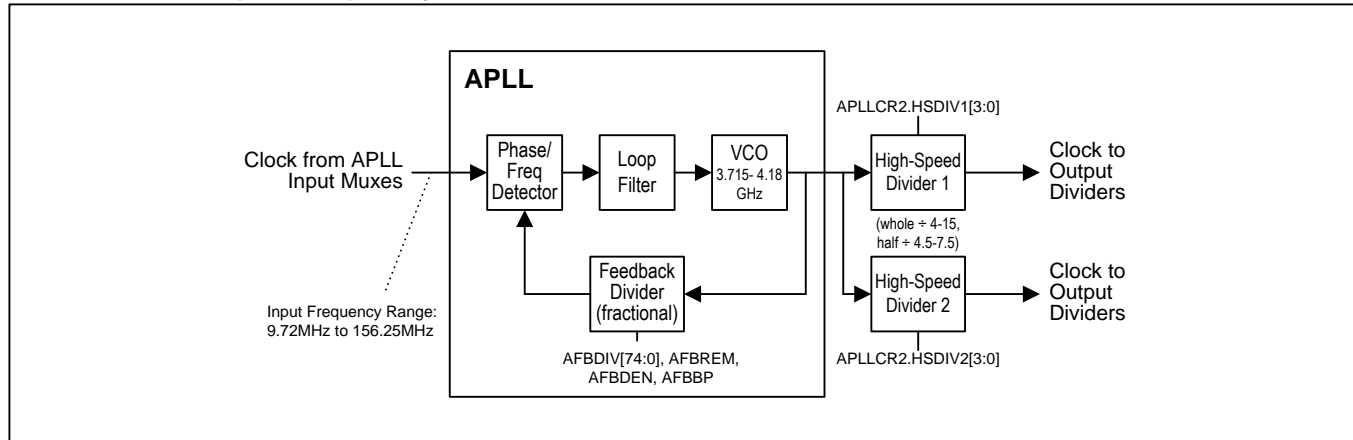 APLL
APLLCR2.HSDIV1[3:0]
Clock from APLL
Input Muxes
Phase/
Freq
Detector
Loop
Filter
VCO
3.715- 4.18
GHz
High-Speed
Divider 1
Clock to
Output
Dividers
(whole ÷ 4-15,
half ÷ 4.5-7.5)
Feedback
Divider
(fractional)
High-Speed
Divider 2
Clock to
Output
Dividers
Input Frequency Range:
9.72MHz to 156.25MHz
AFBDIV[74:0], AFBREM,
AFBDEN, AFBBP
APLLCR2.HSDIV2[3:0]